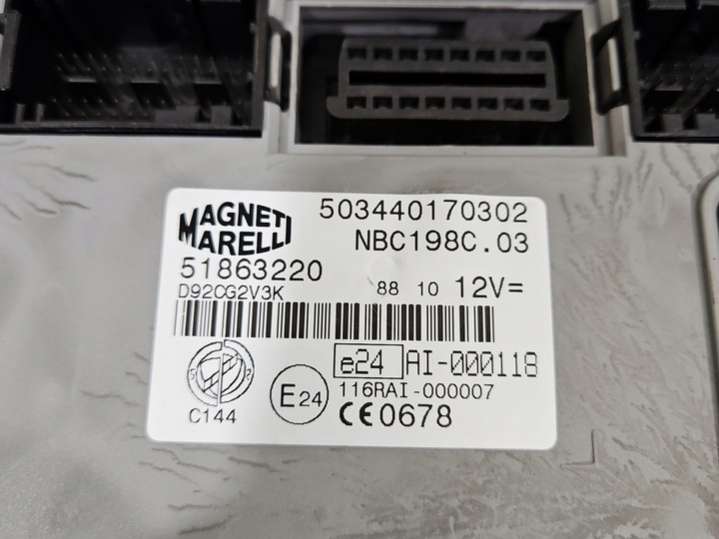 MAGNETI
MARELLI
503440170302
NBC198C.03
51863220
D92CG2V3K
88 10 12V=
e24 AI-000118
E24
116RAI-000007
C144
CE0678